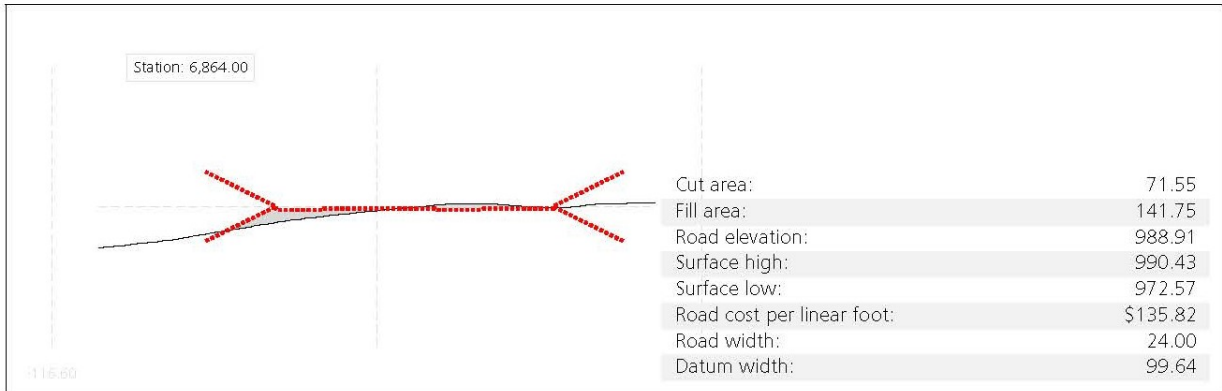 Station: 6,864.00
Cut area: 71.55
Fill area: 141.75
Road elevation: 988.91
Surface high: 990.43
Surface low: 972.57
Road cost per linear foot: $135.82
Road width: 24.00
Datum width: 99.64
-116.60